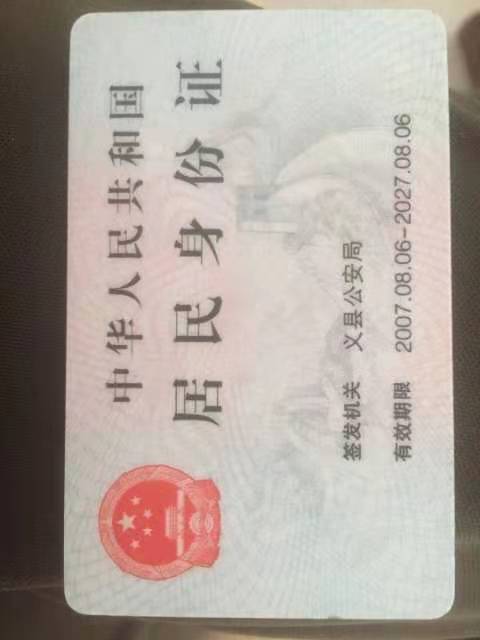 中华人民共和国
居民身份证
签发机关 义县公安局
有效期限 2007.08.06-2027.08.06